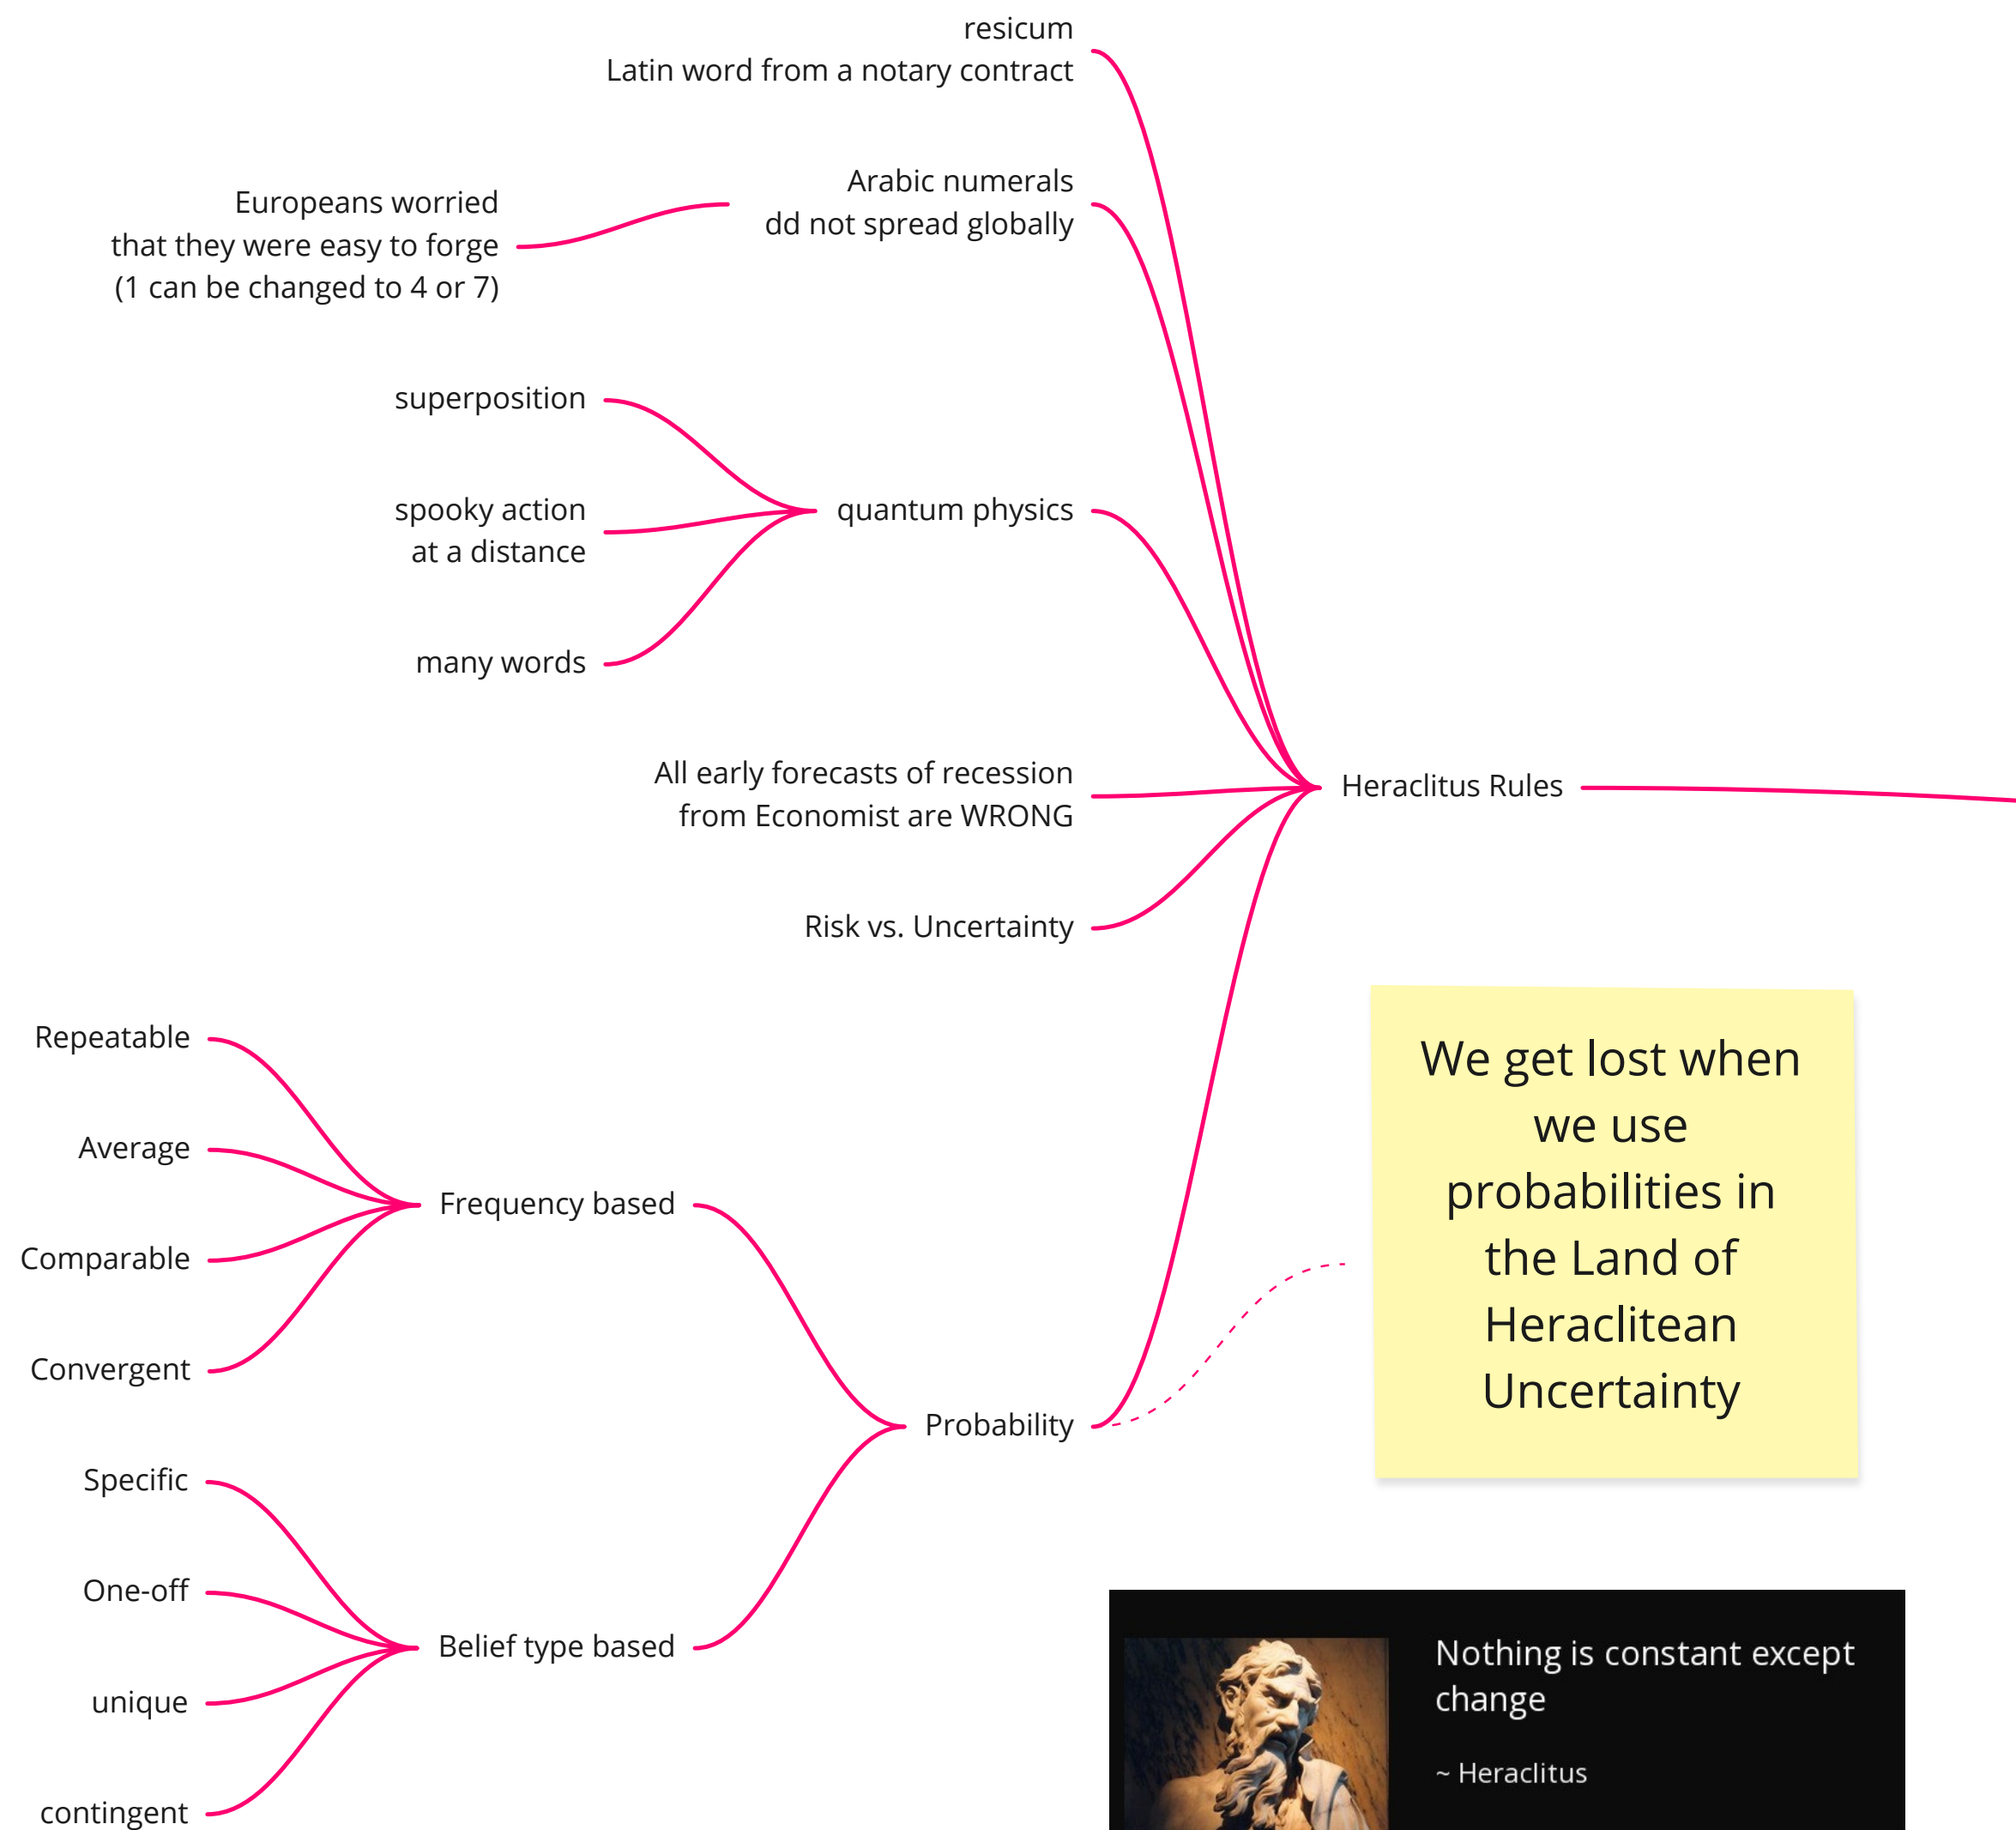 resicum
Latin word from a notary contract
Arabic numerals
dd not spread globally
Europeans worried
that they were easy to forge
(1 can be changed to 4 or 7)
superposition
spooky action
at a distance
quantum physics
many words
All early forecasts of recession
from Economist are WRONG
Heraclitus Rules
Risk vs. Uncertainty
Repeatable
Average
Frequency based
Comparable
Convergent
Probability
Specific
One-off
Belief type based
unique
contingent
We get lost when
we use
probabilities in
the Land of
Heraclitean
Uncertainty
Nothing is constant except
change
~ Heraclitus